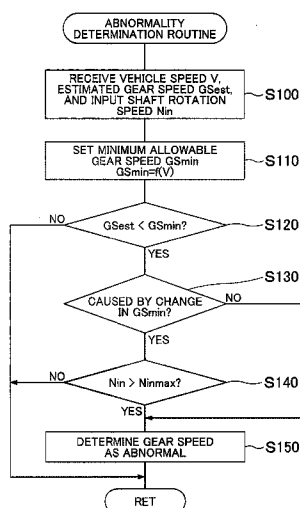 ABNORMALITY
DETERMINATION ROUTINE
RECEIVE VEHICLE SPEED V,
ESTIMATED GEAR SPEED GSest,
AND INPUT SHAFT ROTATION
SPEED Nin
S100
SET MINIMUM ALLOWABLE
GEAR SPEED GSmin
GSmin=f(V)
S110
NO
GSest < GSmin?
S120
YES
S130
CAUSED BY CHANGE
IN GSmin?
NO
YES
NO
Nin > Ninmax?
S140
YES
DETERMINE GEAR SPEED
AS ABNORMAL
S150
RET